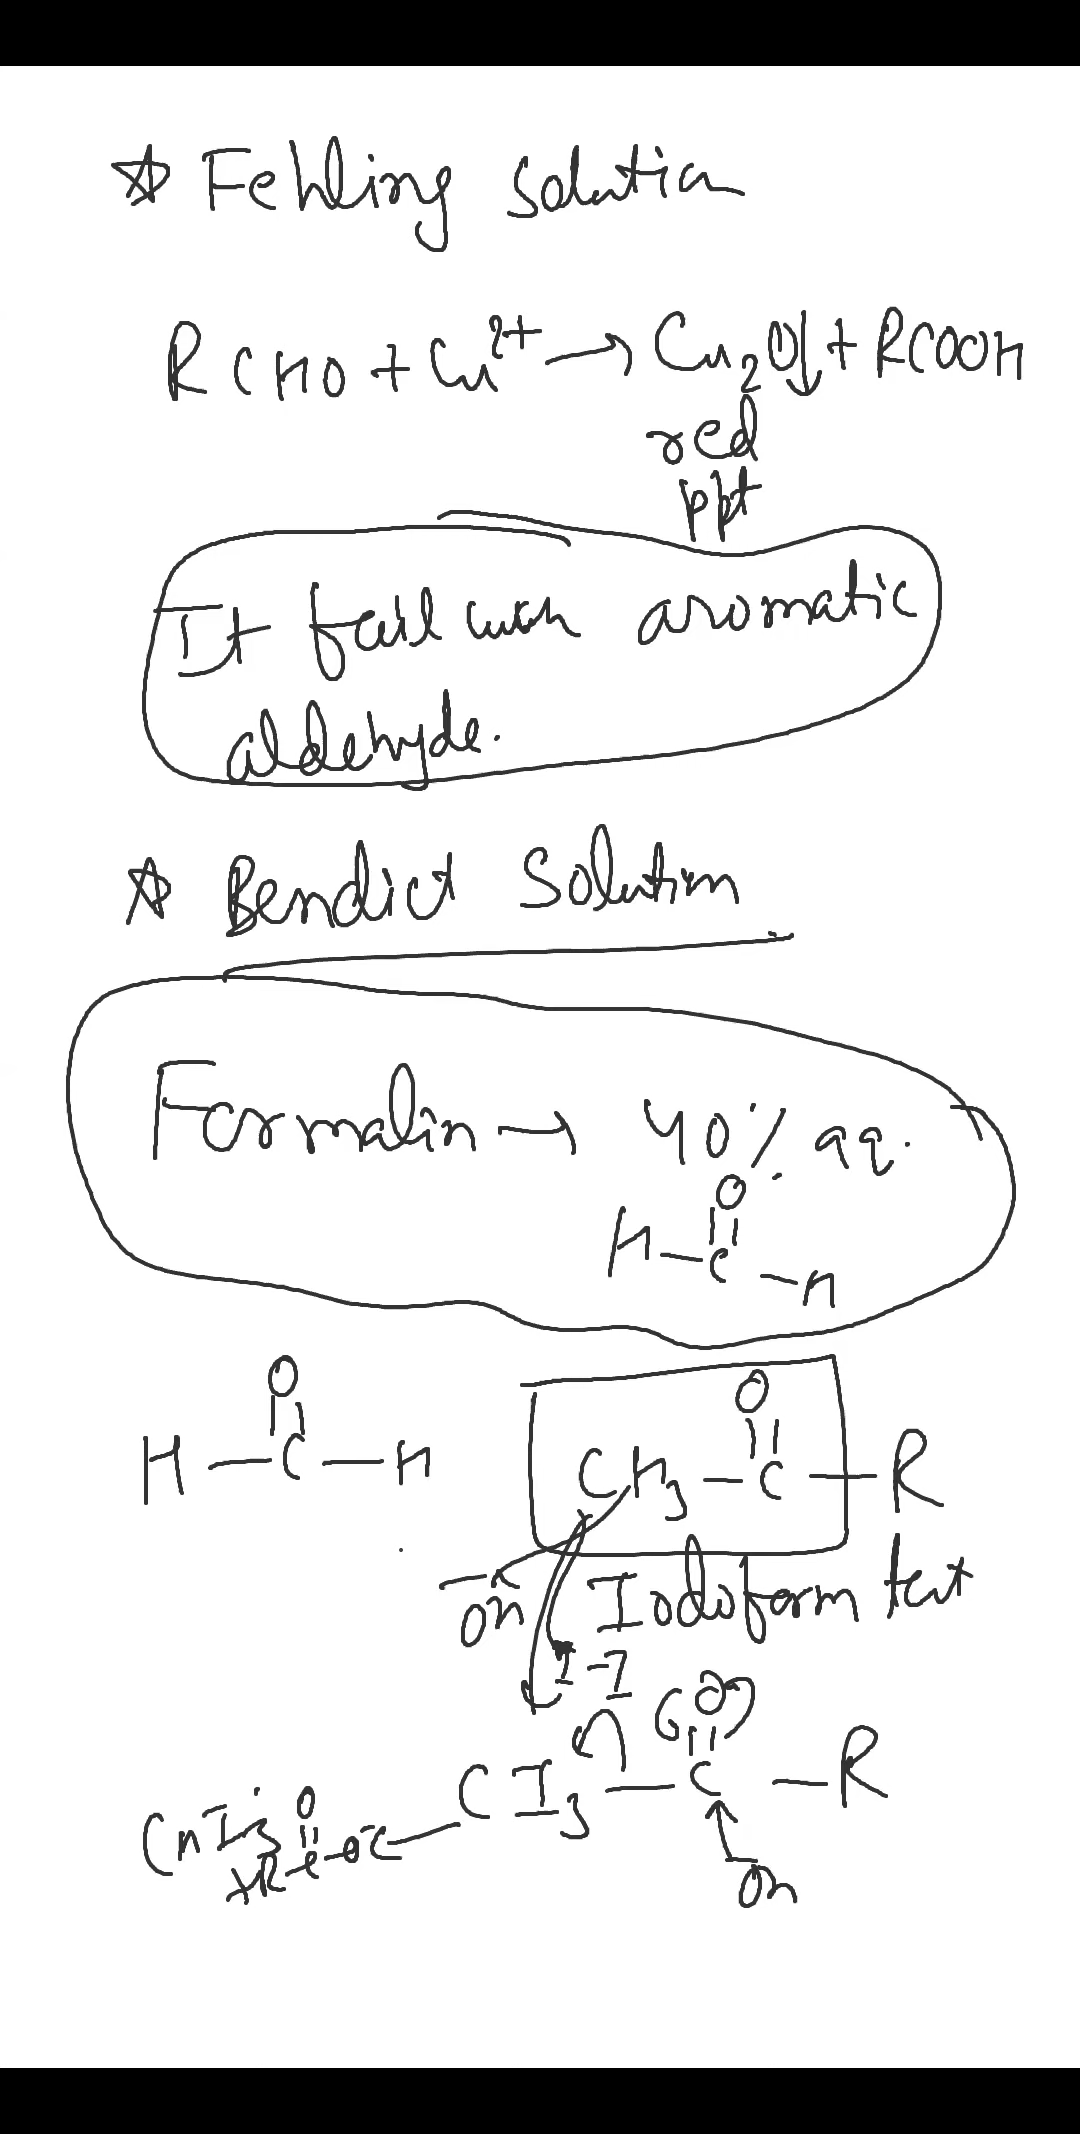 ☆ Fehling solution
RCHO + Cu²⁺ → Cu₂O↓ + RCOOH
red
ppt
It fail with aromatic
aldehyde.
☆ Bendict Solution
Formalin → 40% aq.
O
H-C-H
O O
H-C-H CH₃-C-R
⁻OH Iodoform test
I-I
O
CI₃-C-R
CHI₃ O
+R-C-O⁻
⁻OH